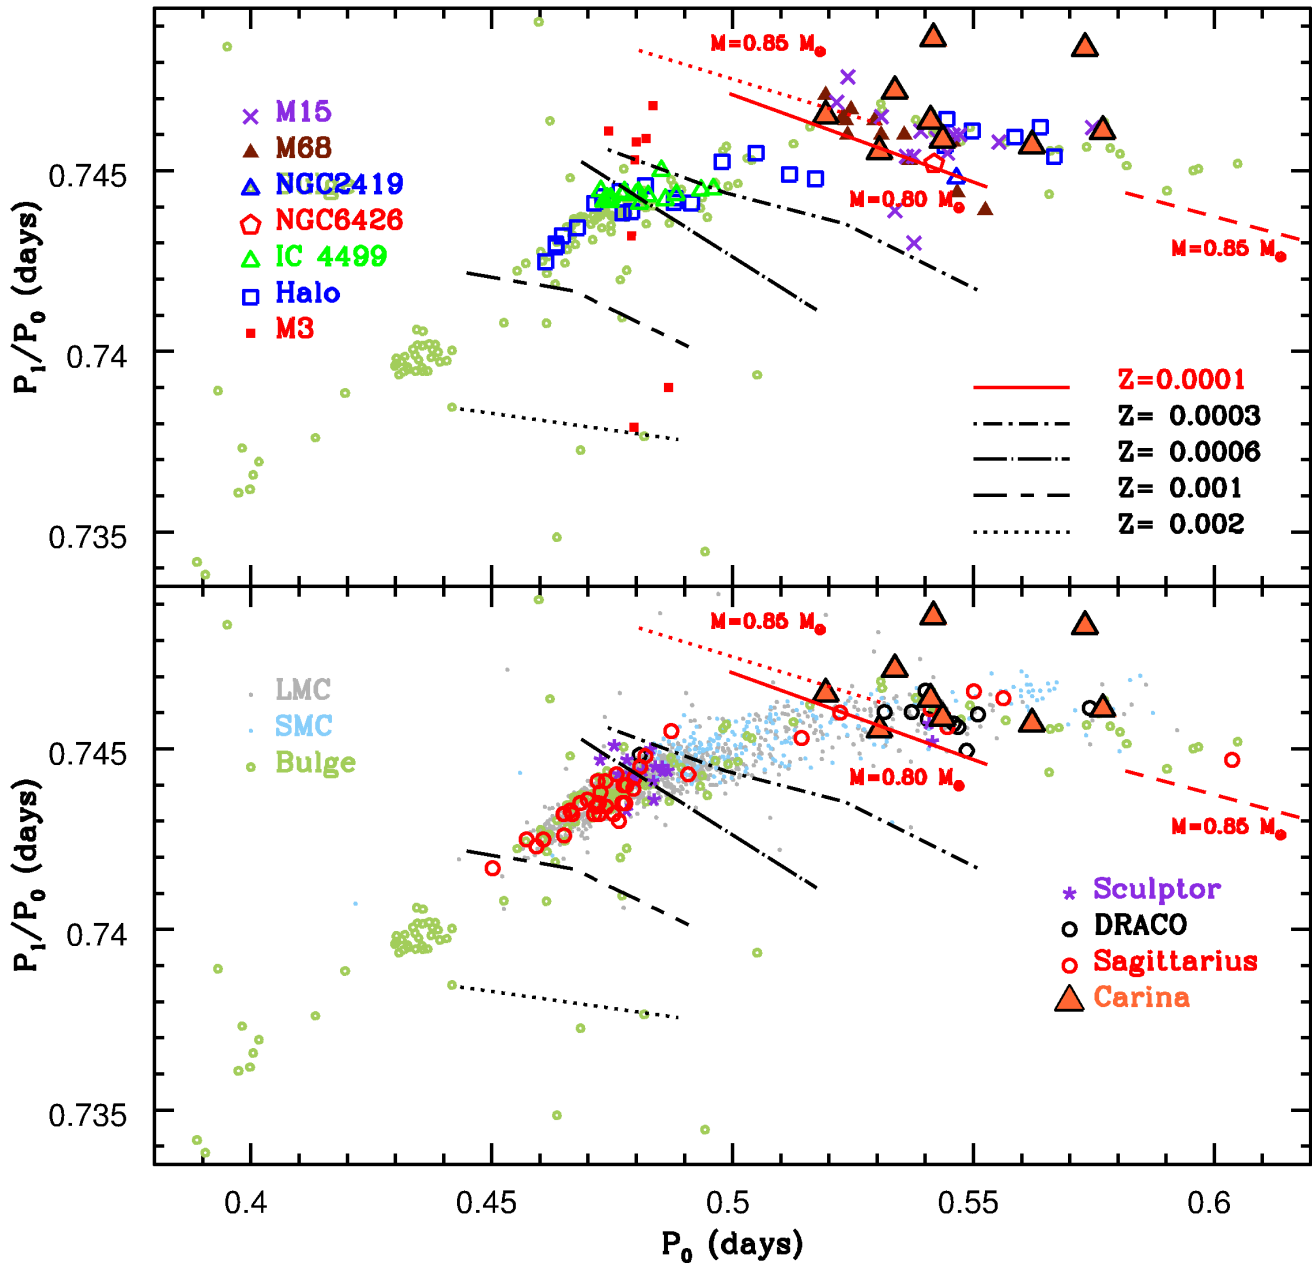 M=0.85 M
M15
M68
NGC2419
NGC6426
IC 4499
Halo
M3
M=0.80 M
M=0.85 M
Z=0.0001
Z= 0.0003
Z= 0.0006
Z= 0.001
Z= 0.002
0.745
0.74
0.735
P1/P0 (days)
M=0.85 M
LMC
SMC
Bulge
M=0.80 M
M=0.85 M
Sculptor
DRACO
Sagittarius
Carina
0.745
0.74
0.735
P1/P0 (days)
0.4
0.45
0.5
0.55
0.6
P0 (days)